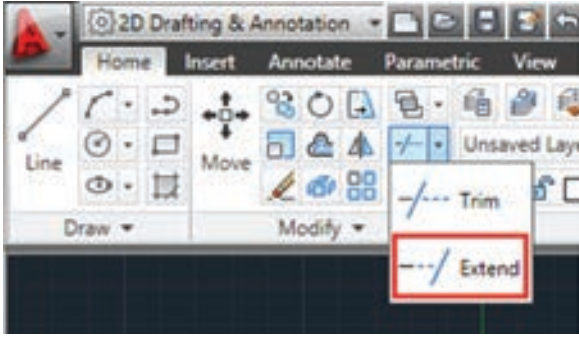 2D Drafting & Annotation
Home Insert Annotate Parametric View
Line
Move
Unsaved Laye
Trim
Extend
Draw
Modify